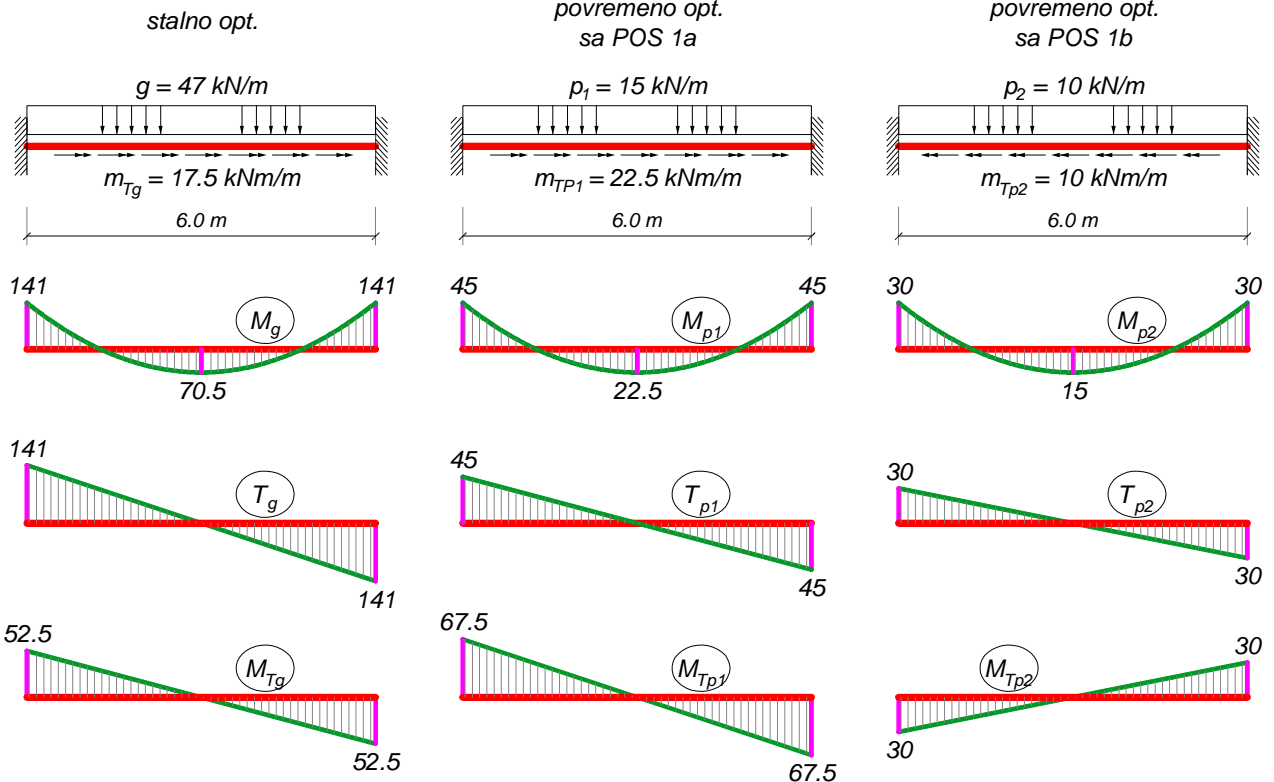 stalno opt.
povremeno opt.
sa POS 1a
povremeno opt.
sa POS 1b
g = 47 kN/m
p1 = 15 kN/m
p2 = 10 kN/m
mTg = 17.5 kNm/m
mTP1 = 22.5 kNm/m
mTp2 = 10 kNm/m
6.0 m
6.0 m
6.0 m
141
141
Mg
70.5
45
45
Mp1
22.5
30
30
Mp2
15
141
Tg
141
45
Tp1
45
30
Tp2
30
52.5
MTg
52.5
67.5
MTp1
67.5
30
MTp2
30